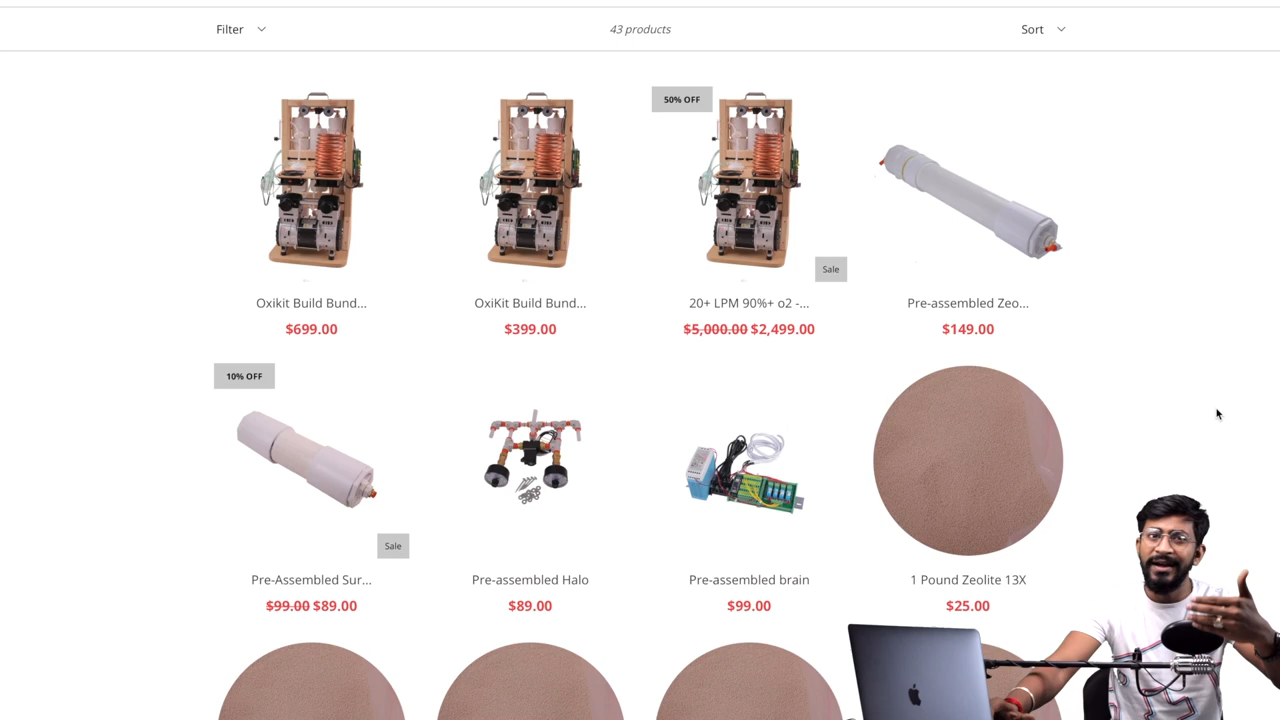 Filter
43 products
Sort
50% OFF
Sale
Oxikit Build Bund...
OxiKit Build Bund...
20+ LPM 90%+ o2 -...
Pre-assembled Zeo...
$699.00
$399.00
$5,000.00 $2,499.00
$149.00
10% OFF
Sale
Pre-Assembled Sur...
Pre-assembled Halo
Pre-assembled brain
1 Pound Zeolite 13X
$99.00 $89.00
$89.00
$99.00
$25.00